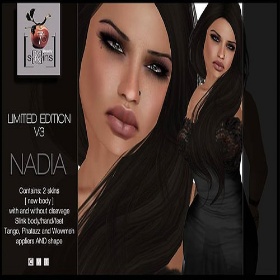 LIMITED EDITION
V3
NADIA
Contains: 2 skins
[ new body ]
with and without cleavage
Slink body/hand/feet
Tango, Phatazz and Wowmeh
appliers AND shape